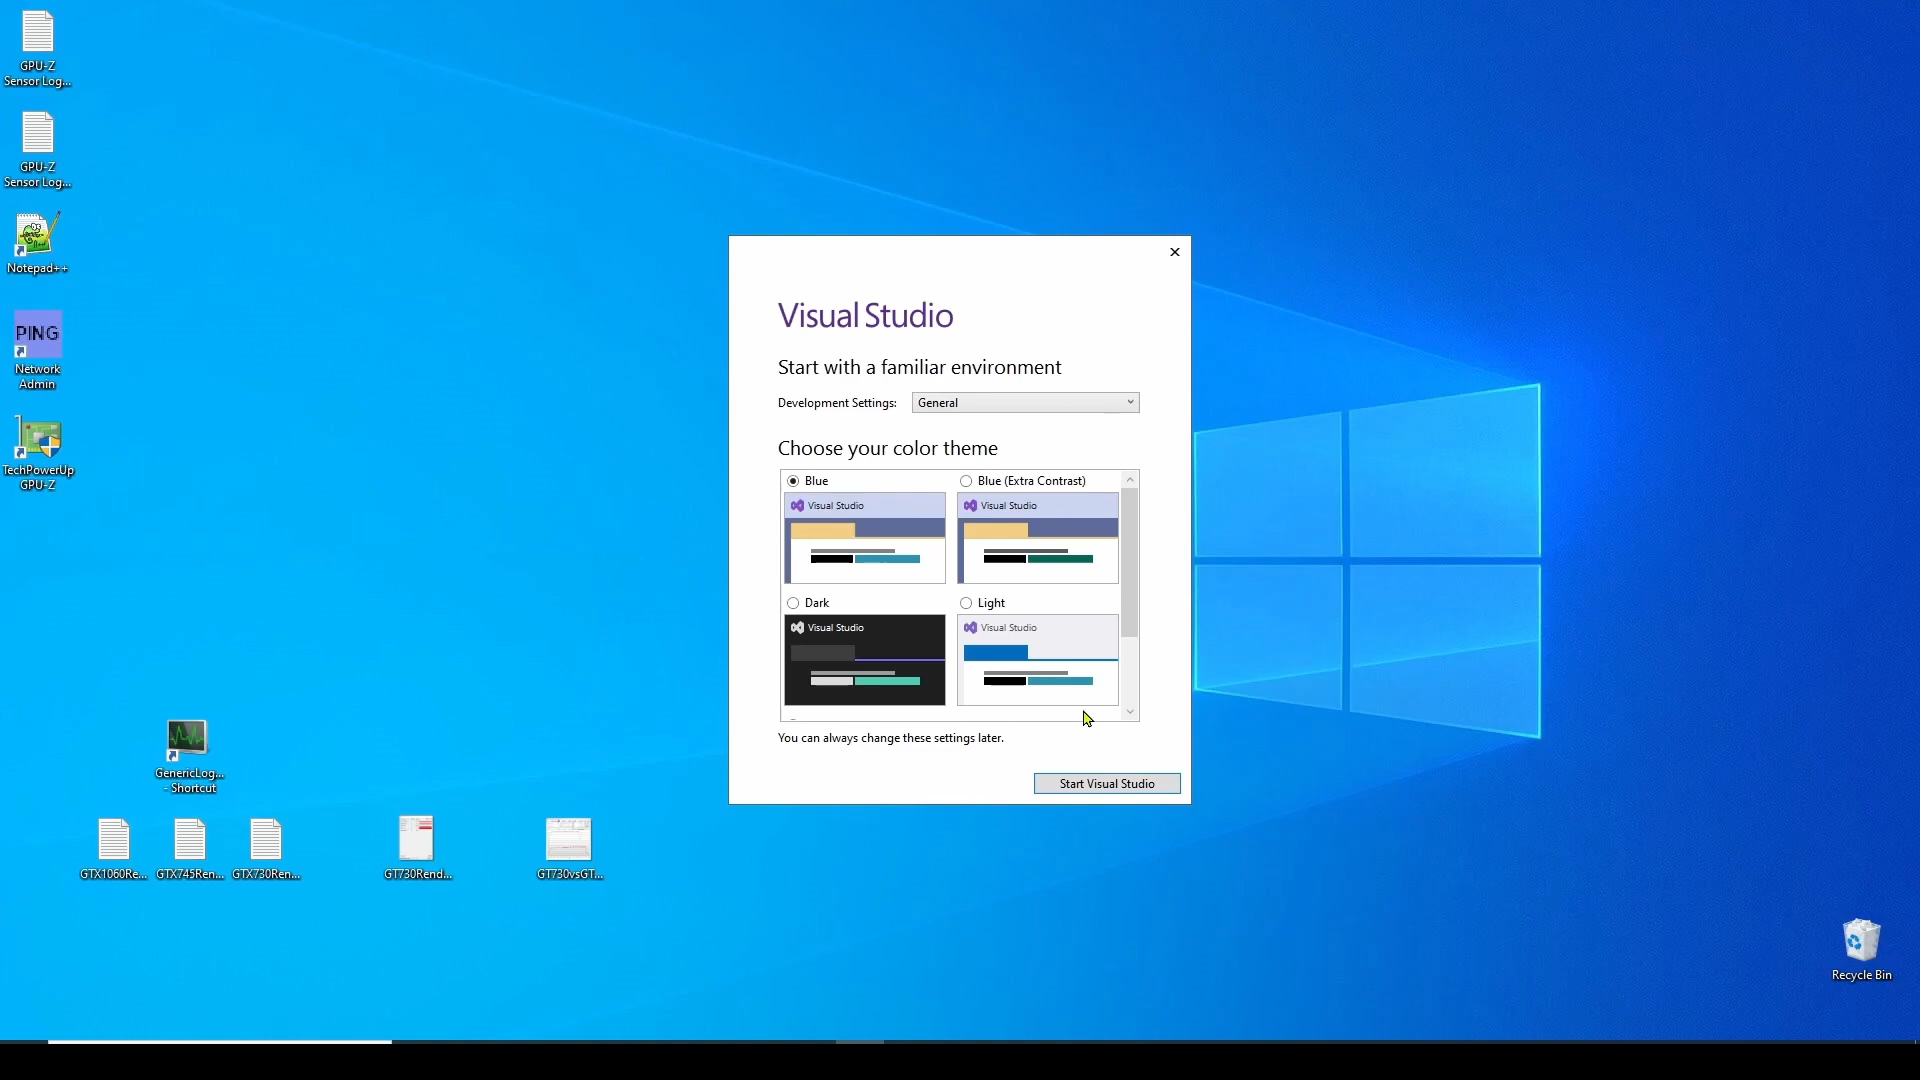 GPU-Z
Sensor Log...
GPU-Z
Sensor Log...
Notepad++
PING
Network
Admin
TechPowerUp
GPU-Z
Visual Studio
Start with a familiar environment
Development Settings: General
Choose your color theme
Blue
Blue (Extra Contrast)
Visual Studio
Visual Studio
Dark
Light
Visual Studio
Visual Studio
You can always change these settings later.
Start Visual Studio
GenericLog...
- Shortcut
GTX1060Re...
GTX745Ren...
GTX730Ren...
GT730Rend...
GT730vsGT...
Recycle Bin